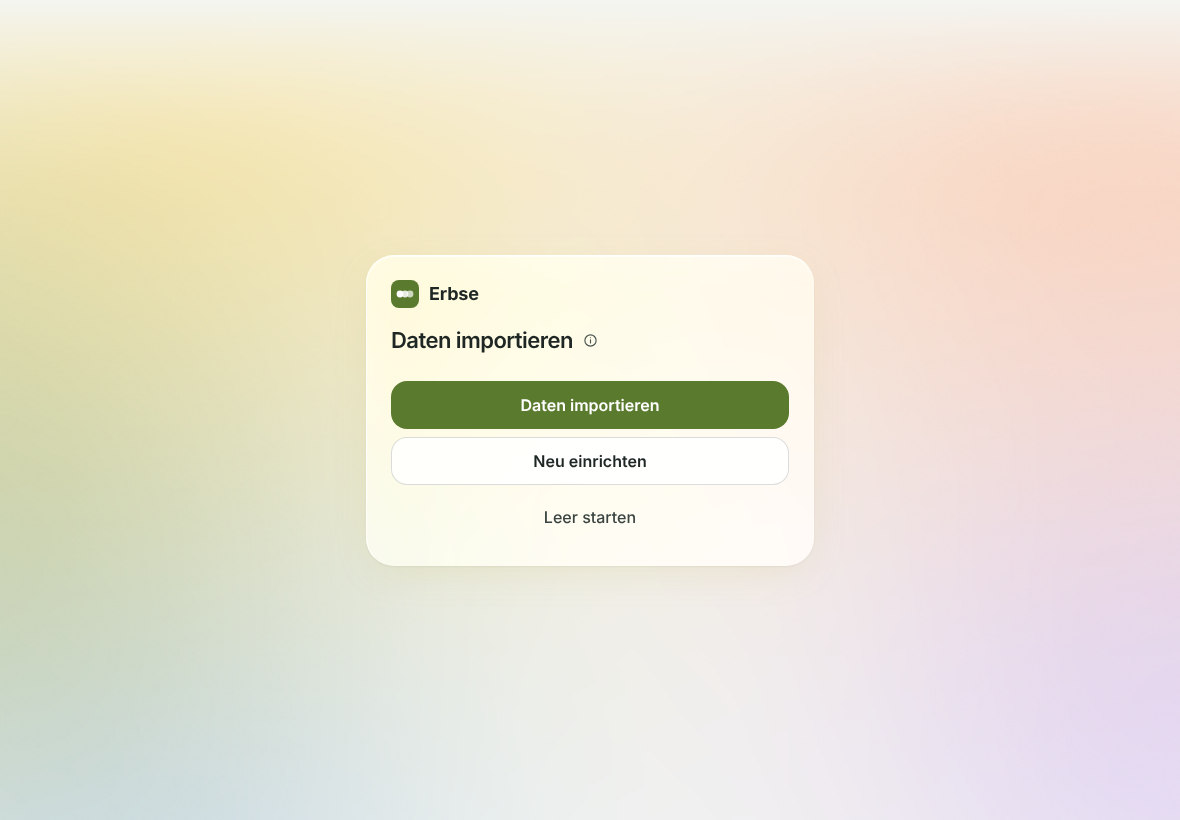 Erbse
Daten importieren
Daten importieren
Neu einrichten
Leer starten